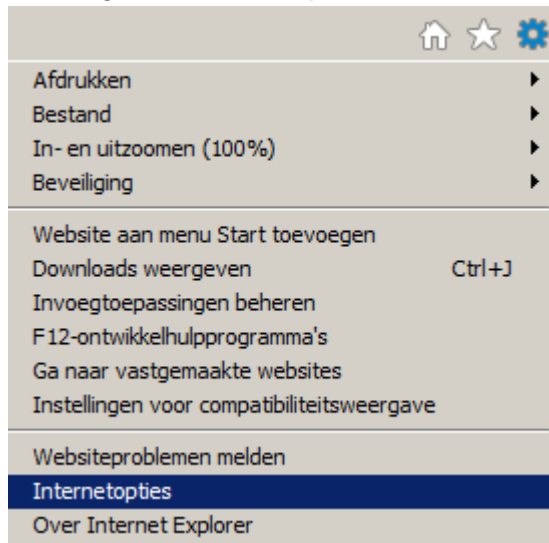 Afdrukken
Bestand
In- en uitzoomen (100%)
Beveiliging
Website aan menu Start toevoegen
Downloads weergeven Ctrl+J
Invoegtoepassingen beheren
F12-ontwikkelhulpprogramma's
Ga naar vastgemaakte websites
Instellingen voor compatibiliteitsweergave
Websiteproblemen melden
Internetopties
Over Internet Explorer